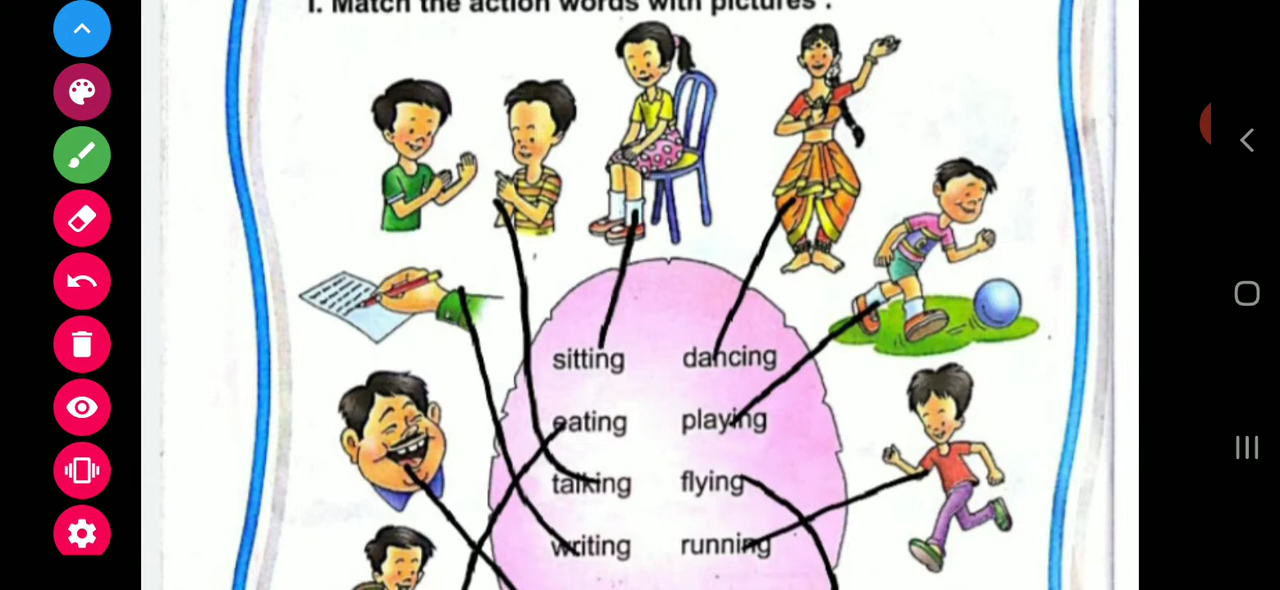 I. Match the action words with pictures .
sitting dancing
eating playing
talking flying
writing running